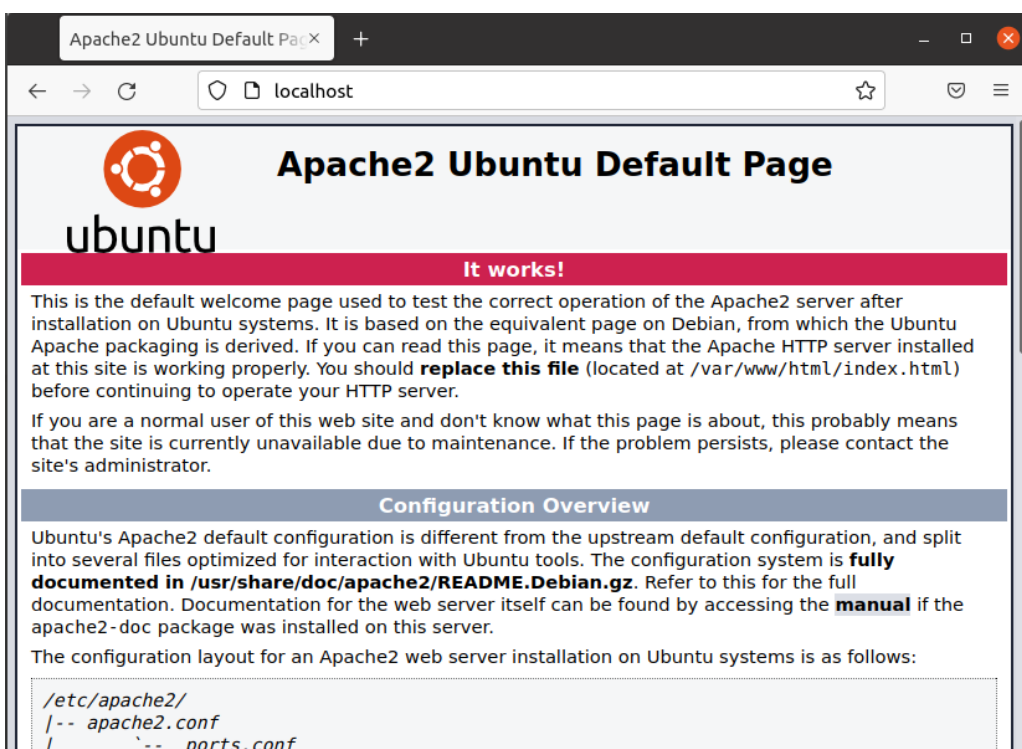 Apache2 Ubuntu Default Pag
localhost
ubuntu
Apache2 Ubuntu Default Page
It works!
This is the default welcome page used to test the correct operation of the Apache2 server after
installation on Ubuntu systems. It is based on the equivalent page on Debian, from which the Ubuntu
Apache packaging is derived. If you can read this page, it means that the Apache HTTP server installed
at this site is working properly. You should replace this file (located at /var/www/html/index.html)
before continuing to operate your HTTP server.
If you are a normal user of this web site and don't know what this page is about, this probably means
that the site is currently unavailable due to maintenance. If the problem persists, please contact the
site's administrator.
Configuration Overview
Ubuntu's Apache2 default configuration is different from the upstream default configuration, and split
into several files optimized for interaction with Ubuntu tools. The configuration system is fully
documented in /usr/share/doc/apache2/README.Debian.gz. Refer to this for the full
documentation. Documentation for the web server itself can be found by accessing the manual if the
apache2-doc package was installed on this server.
The configuration layout for an Apache2 web server installation on Ubuntu systems is as follows:
/etc/apache2/
|-- apache2.conf
|       `--  ports.conf